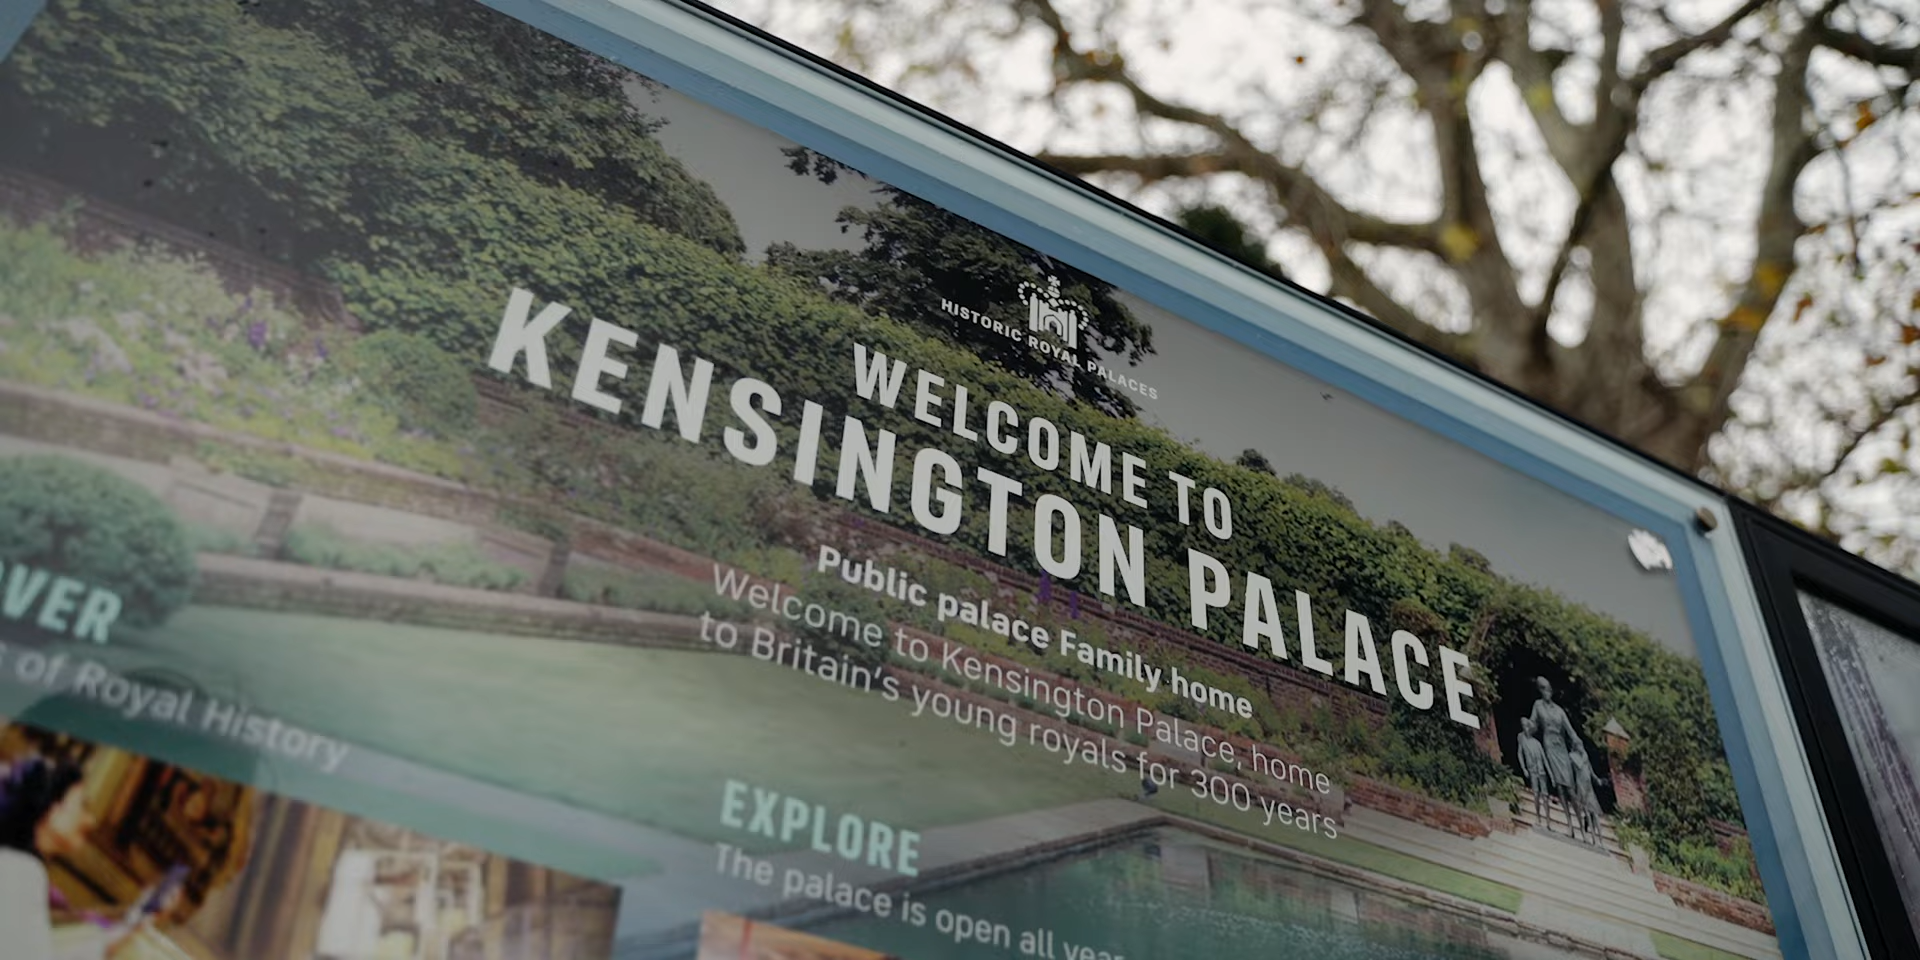 HISTORIC ROYAL PALACES
WELCOME TO
KENSINGTON PALACE
Public palace Family home
Welcome to Kensington Palace, home
to Britain's young royals for 300 years
of Royal History
EXPLORE
The palace is open all